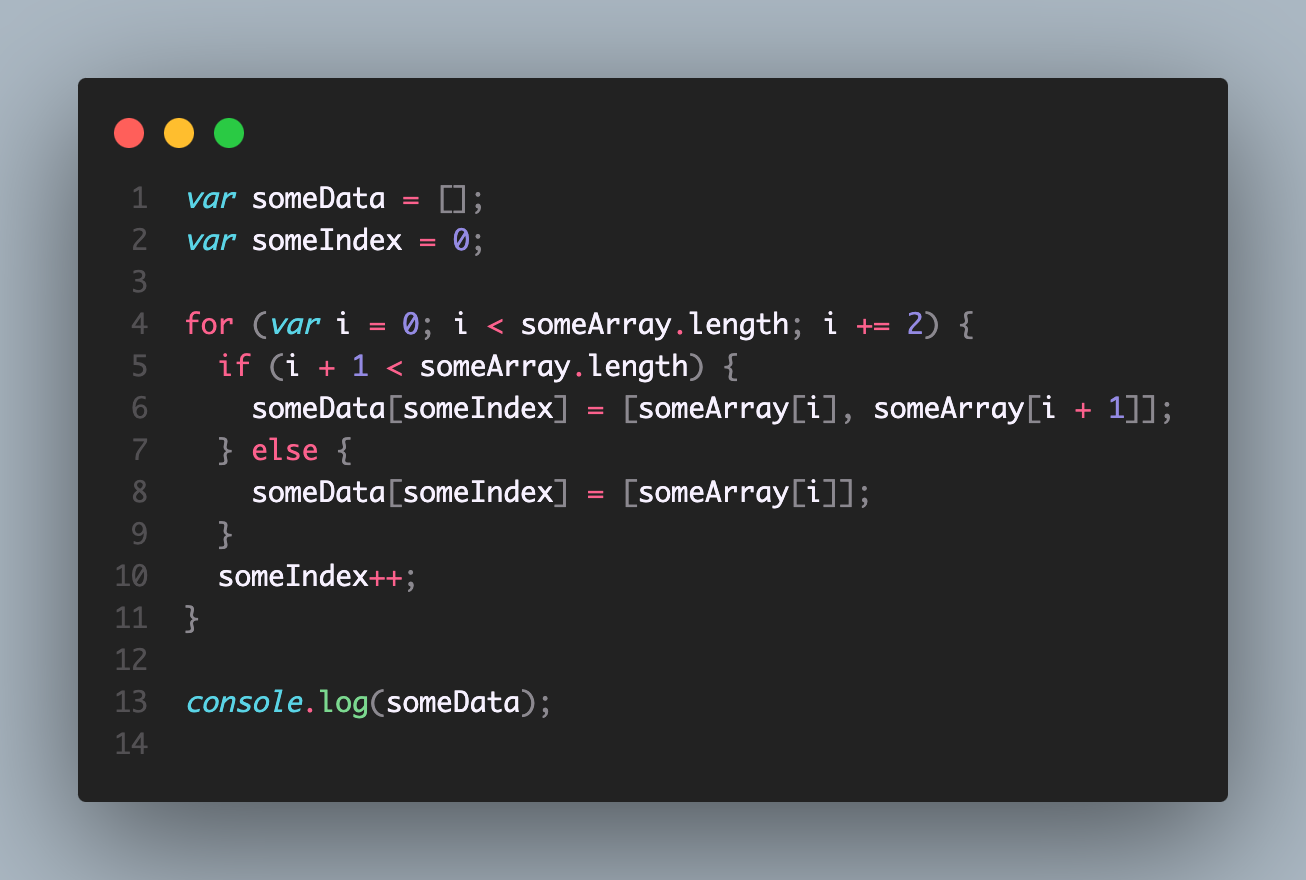 1 var someData = [];
2 var someIndex = 0;
3
4 for (var i = 0; i < someArray.length; i += 2) {
5   if (i + 1 < someArray.length) {
6     someData[someIndex] = [someArray[i], someArray[i + 1]];
7   } else {
8     someData[someIndex] = [someArray[i]];
9   }
10   someIndex++;
11 }
12
13 console.log(someData);
14